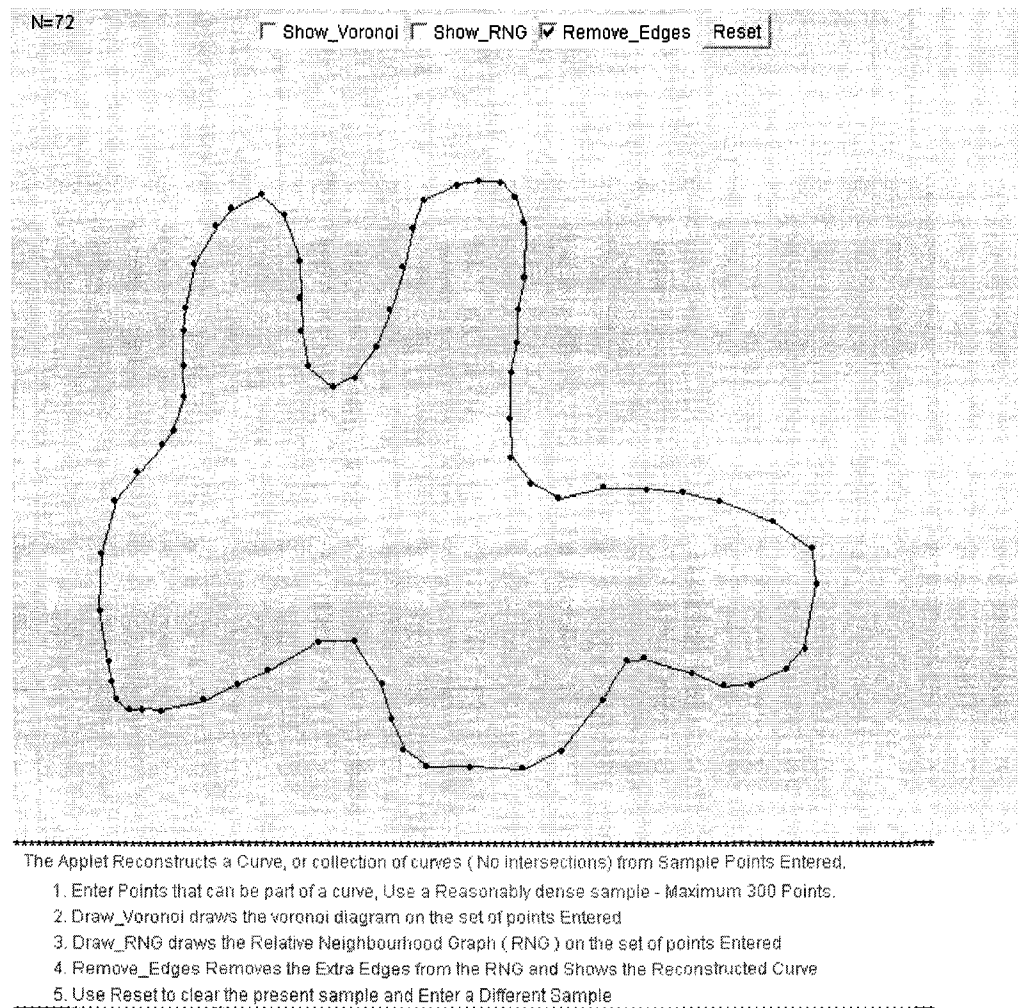 N=72
Show_Voronoi Show_RNG Remove_Edges Reset
The Applet Reconstructs a Curve, or collection of curves ( No intersections) from Sample Points Entered.
1. Enter Points that can be part of a curve, Use a Reasonably dense sample - Maximum 300 Points.
2. Draw_Voronoi draws the voronoi diagram on the set of points Entered
3. Draw_RNG draws the Relative Neighbourhood Graph ( RNG ) on the set of points Entered
4. Remove_Edges Removes the Extra Edges from the RNG and Shows the Reconstructed Curve
5. Use Reset to clear the present sample and Enter a Different Sample